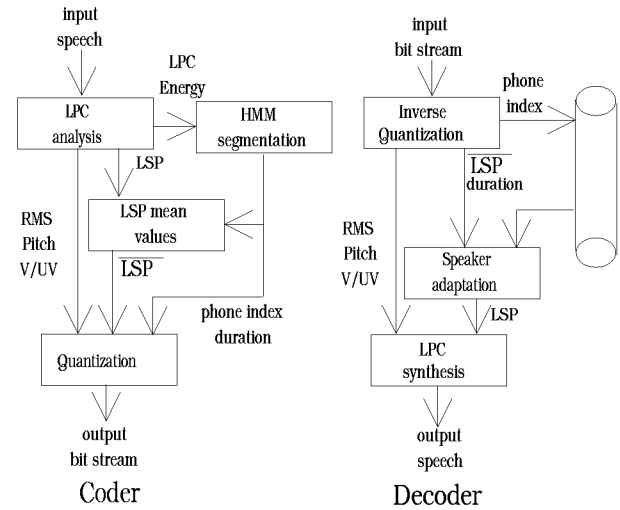 input
speech
LPC
Energy
LPC
analysis
HMM
segmentation
LSP
LSP mean
values
RMS
Pitch
V/UV
LSP
phone index
duration
Quantization
output
bit stream
Coder
input
bit stream
phone
index
Inverse
Quantization
LSP
duration
RMS
Pitch
V/UV
Speaker
adaptation
LSP
LPC
synthesis
output
speech
Decoder